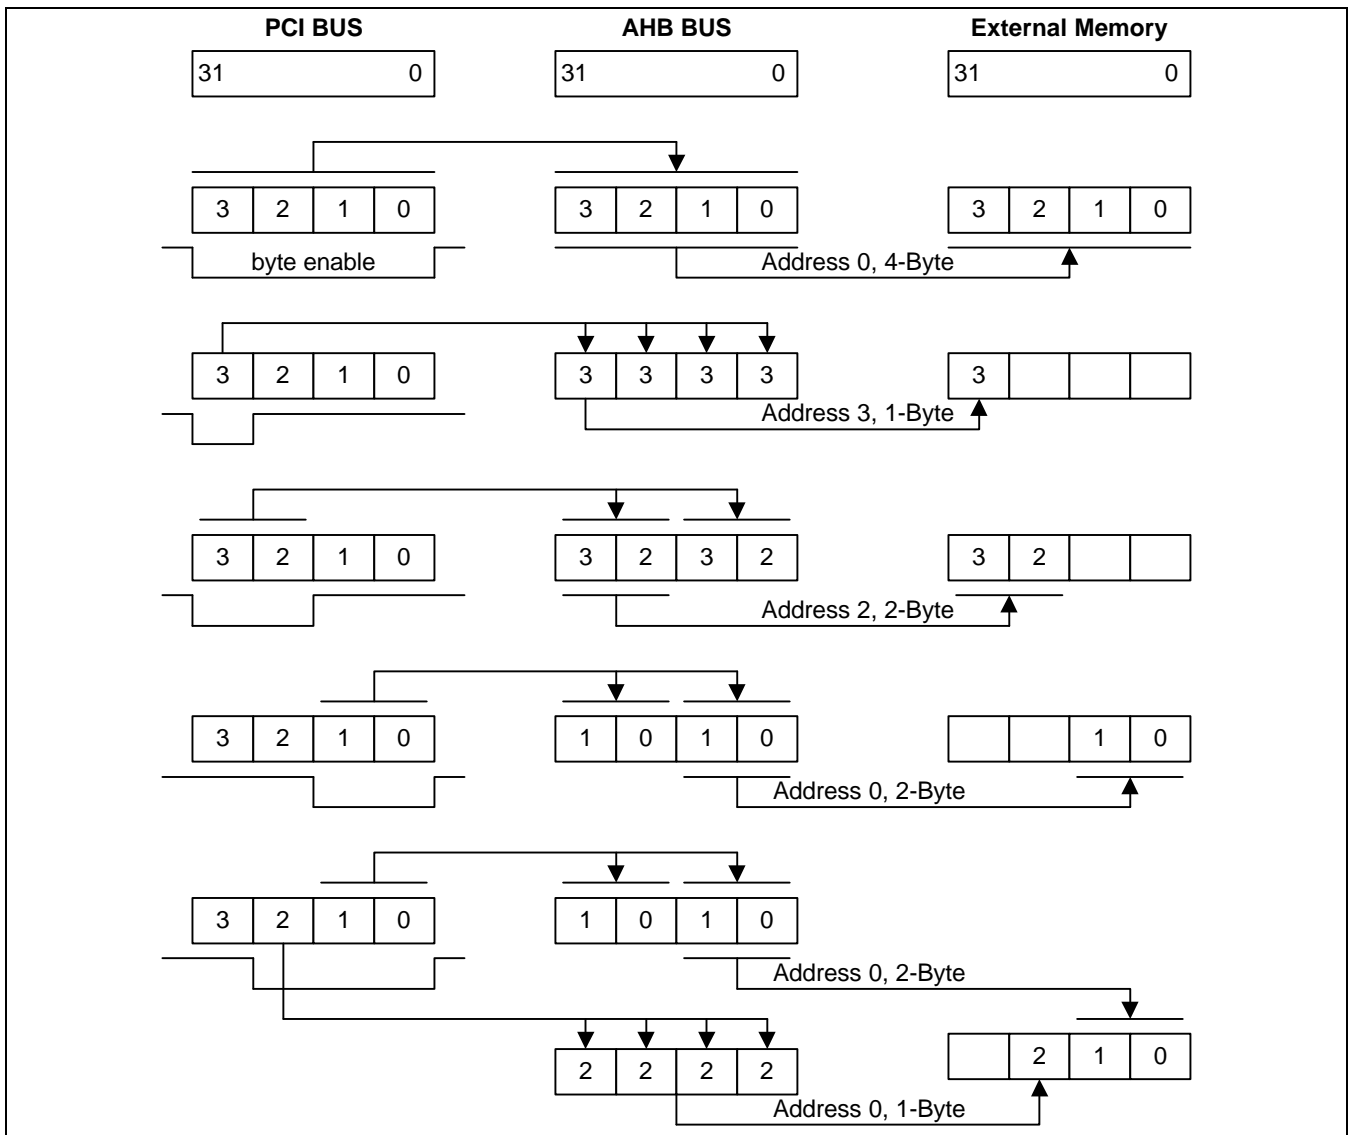 PCI BUS AHB BUS External Memory
31 0 31 0 31 0
3 2 1 0 3 2 1 0 3 2 1 0
byte enable Address 0, 4-Byte
3 2 1 0 3 3 3 3 3
Address 3, 1-Byte
3 2 1 0 3 2 3 2 3 2
Address 2, 2-Byte
3 2 1 0 1 0 1 0 1 0
Address 0, 2-Byte
3 2 1 0 1 0 1 0
Address 0, 2-Byte
2 1 0
2 2 2 2
Address 0, 1-Byte